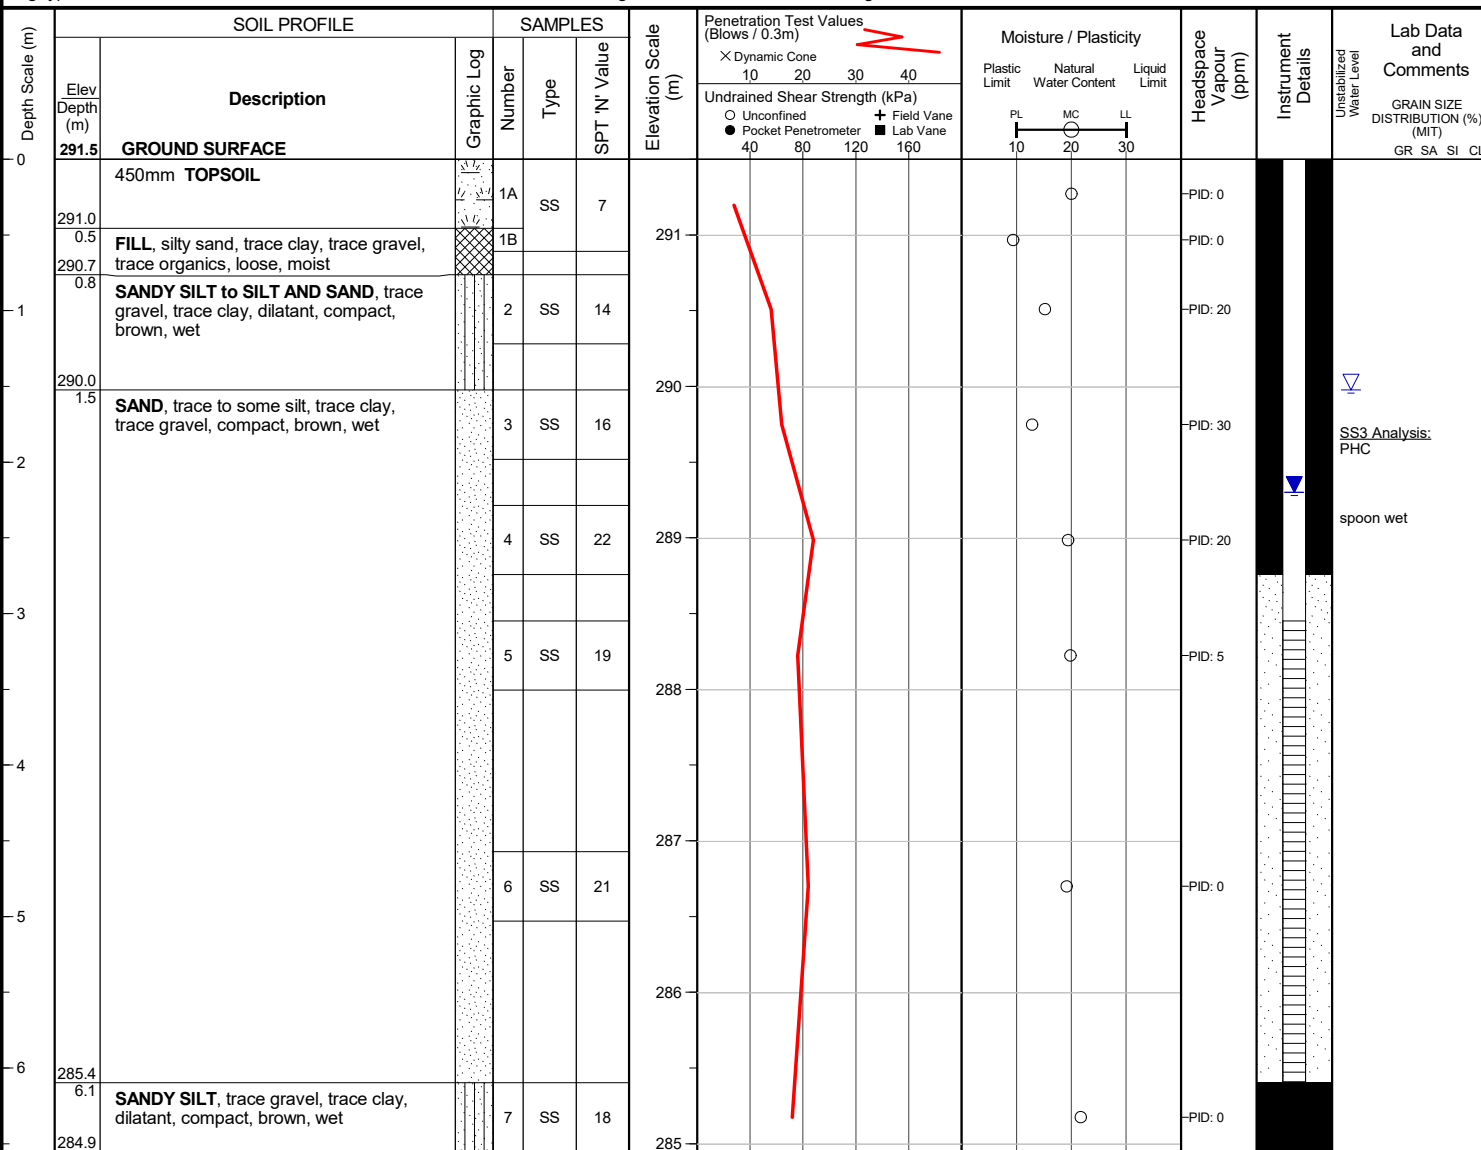 SOIL PROFILE
SAMPLES
Depth Scale (m)
Elev
Depth
(m)
Description
Graphic Log
Number
Type
SPT 'N' Value
Elevation Scale
(m)
Penetration Test Values
(Blows / 0.3m)
Dynamic Cone
10 20 30 40
Undrained Shear Strength (kPa)
Unconfined
Field Vane
Pocket Penetrometer
Lab Vane
40 80 120 160
Moisture / Plasticity
Plastic
Limit
Natural
Water Content
Liquid
Limit
PL MC LL
10 20 30
Headspace
Vapour
(ppm)
Instrument
Details
Unstabilized
Water Level
Lab Data
and
Comments
GRAIN SIZE
DISTRIBUTION (%)
(MIT)
GR SA SI CL
291.5 GROUND SURFACE
0
450mm TOPSOIL
1A
SS
7
PID: 0
291.0
0.5
FILL, silty sand, trace clay, trace gravel,
trace organics, loose, moist
1B
291
PID: 0
290.7
0.8
SANDY SILT to SILT AND SAND, trace
gravel, trace clay, dilatant, compact,
brown, wet
1
2
SS
14
PID: 20
290.0
290
1.5
SAND, trace to some silt, trace clay,
trace gravel, compact, brown, wet
3
SS
16
PID: 30
SS3 Analysis:
PHC
2
spoon wet
4
SS
22
289
PID: 20
3
5
SS
19
PID: 5
288
4
287
6
SS
21
PID: 0
5
286
6
285.4
6.1
SANDY SILT, trace gravel, trace clay,
dilatant, compact, brown, wet
7
SS
18
PID: 0
284.9
285